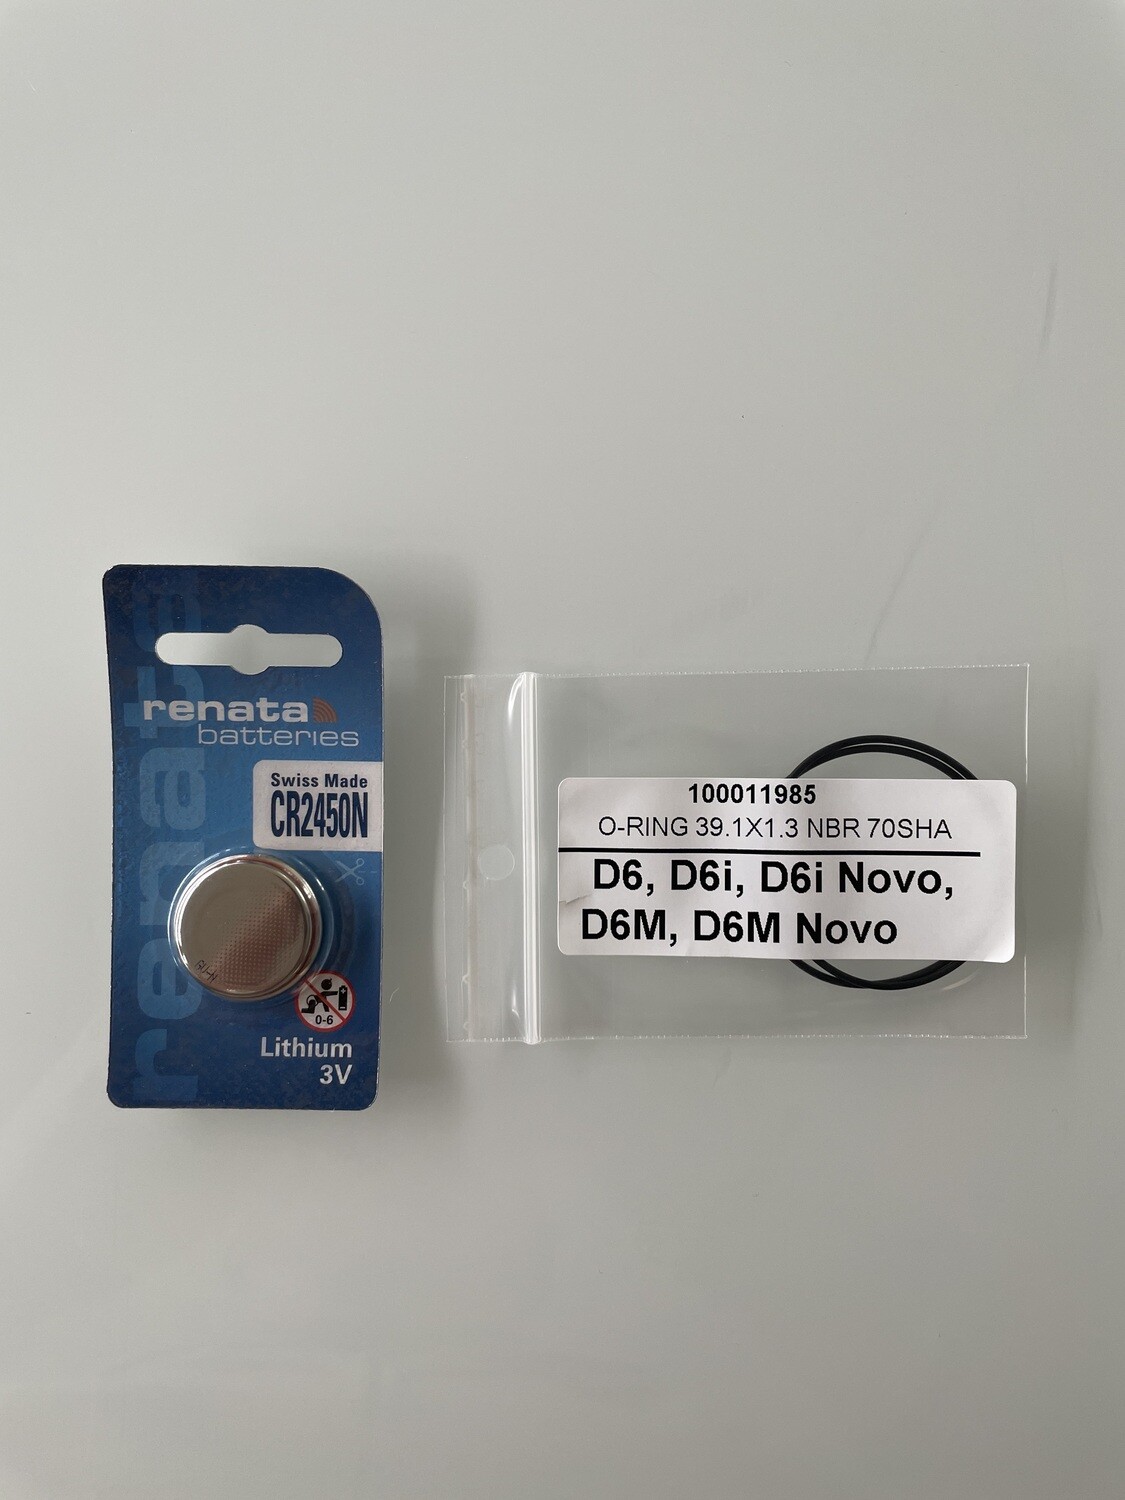 renata
renata
batteries
Swiss Made
CR2450N
0-6
Lithium
3V
100011985
O-RING 39.1X1.3 NBR 70SHA
D6, D6i, D6i Novo,
D6M, D6M Novo